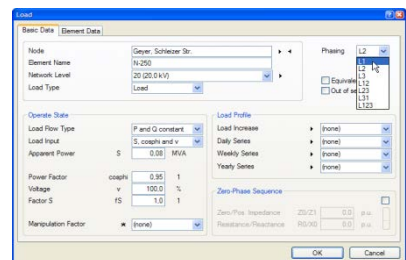 Load
Basic Data Element Data
Node Geyer, Schleizer Str. Phasing L2
Element Name N-250 L1
Network Level 20 (20,0 kV) L2
Equivale L3
Load Type Load L12
Out of se L23
L31
L123
Operate State Load Profile
Load Flow Type P and Q constant Load Increase (none)
Load Input S, cosphi and v Daily Series (none)
Apparent Power S 0.08 MVA Weekly Series (none)
Yearly Series (none)
Power Factor cosphi 0.95 1
Voltage v 100.0 % Zero-Phase Sequence
Factor S fS 1.0 1
Zero/Pos. Impedance Z0/Z1 0.0 p.u.
Manipulation Factor (none) Resistance/Reactance R0/X0 0.0 p.u.
OK Cancel